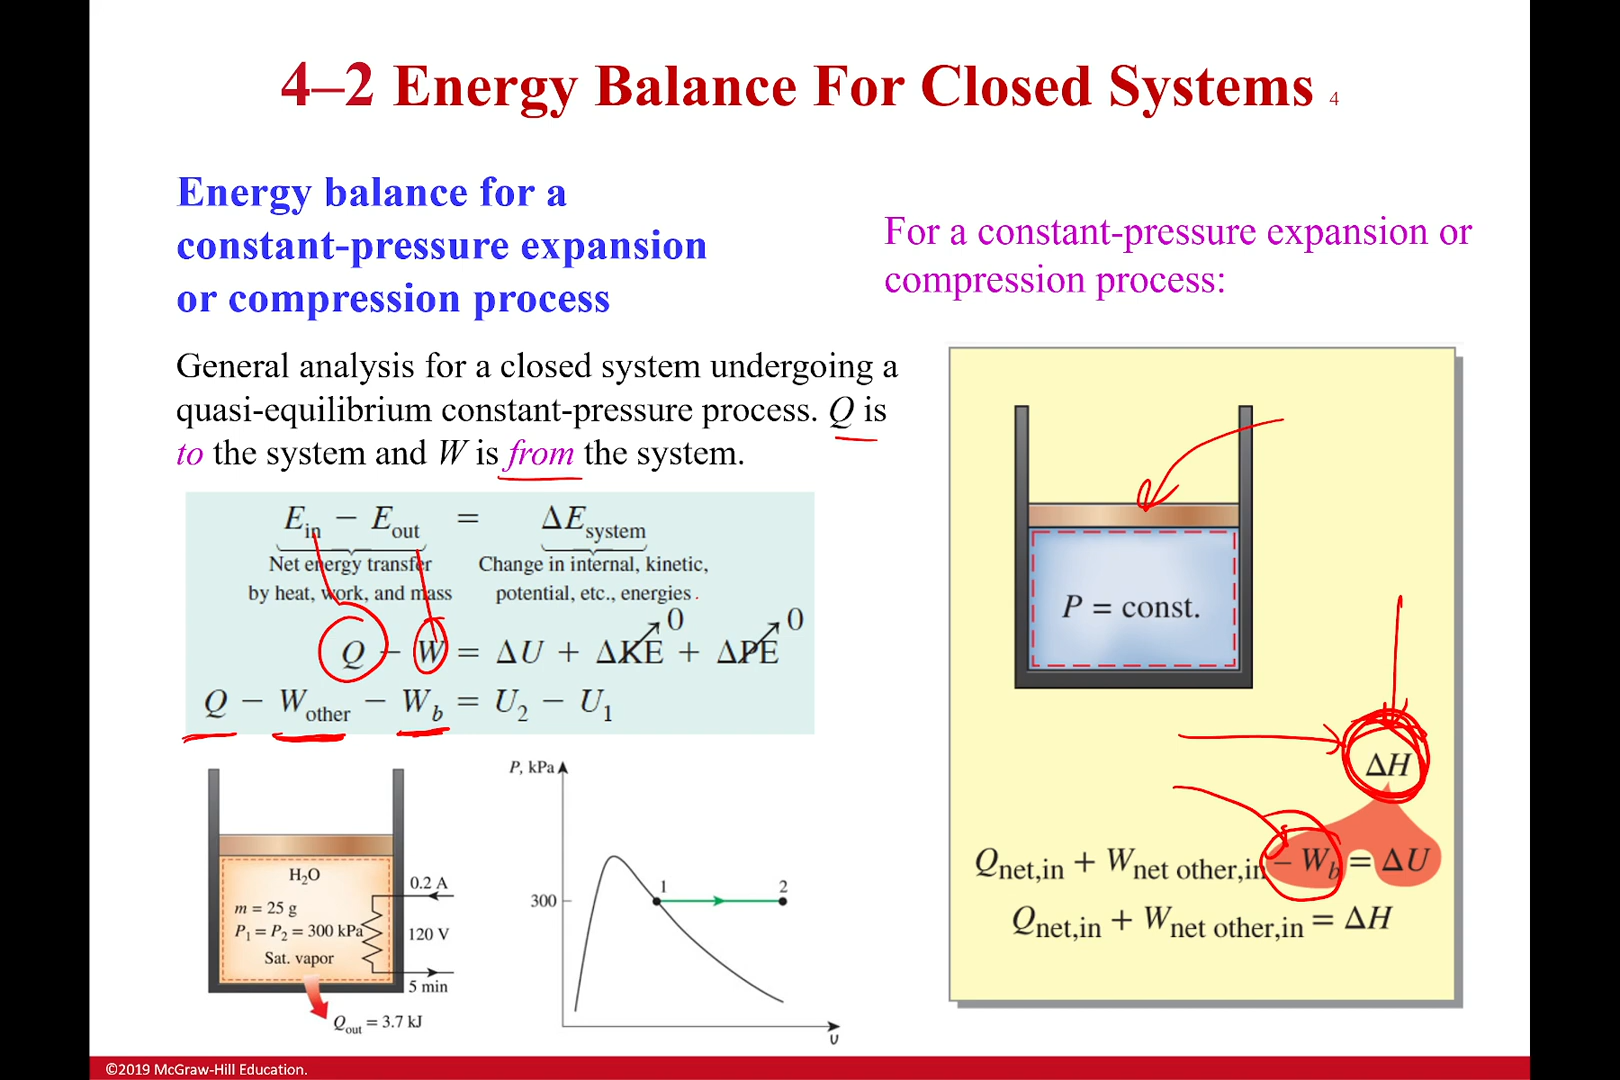 4–2 Energy Balance For Closed Systems 4
Energy balance for a
constant-pressure expansion
or compression process
General analysis for a closed system undergoing a
quasi-equilibrium constant-pressure process. Q is
to the system and W is from the system.
E_in − E_out = ΔE_system
Net energy transfer
by heat, work, and mass
Change in internal, kinetic,
potential, etc., energies.
Q − W = ΔU + ΔKE↗0 + ΔPE↗0
Q − W_other − W_b = U_2 − U_1
H₂O
m = 25 g
P₁ = P₂ = 300 kPa
Sat. vapor
0.2 A
120 V
5 min
Q_out = 3.7 kJ
P, kPa
300
1
2
υ
For a constant-pressure expansion or
compression process:
P = const.
ΔH
Q_net,in + W_net other,in − W_b = ΔU
Q_net,in + W_net other,in = ΔH
©2019 McGraw-Hill Education.